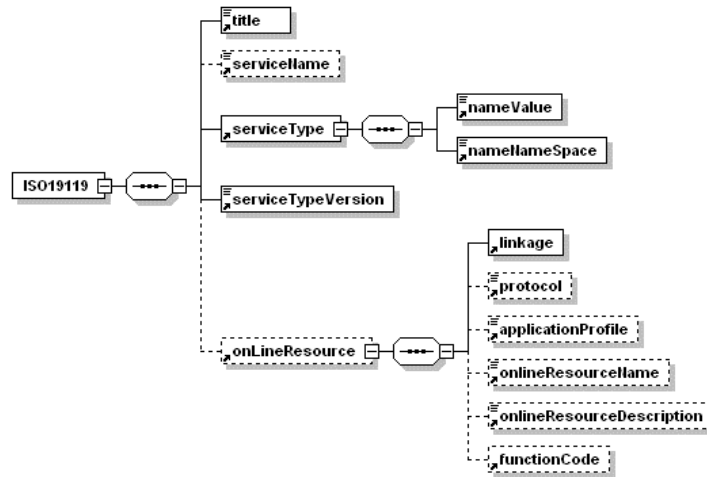 title
serviceName
serviceType
nameValue
nameNameSpace
ISO19119
serviceTypeVersion
linkage
protocol
applicationProfile
onLineResource
onlineResourceName
onlineResourceDescription
functionCode